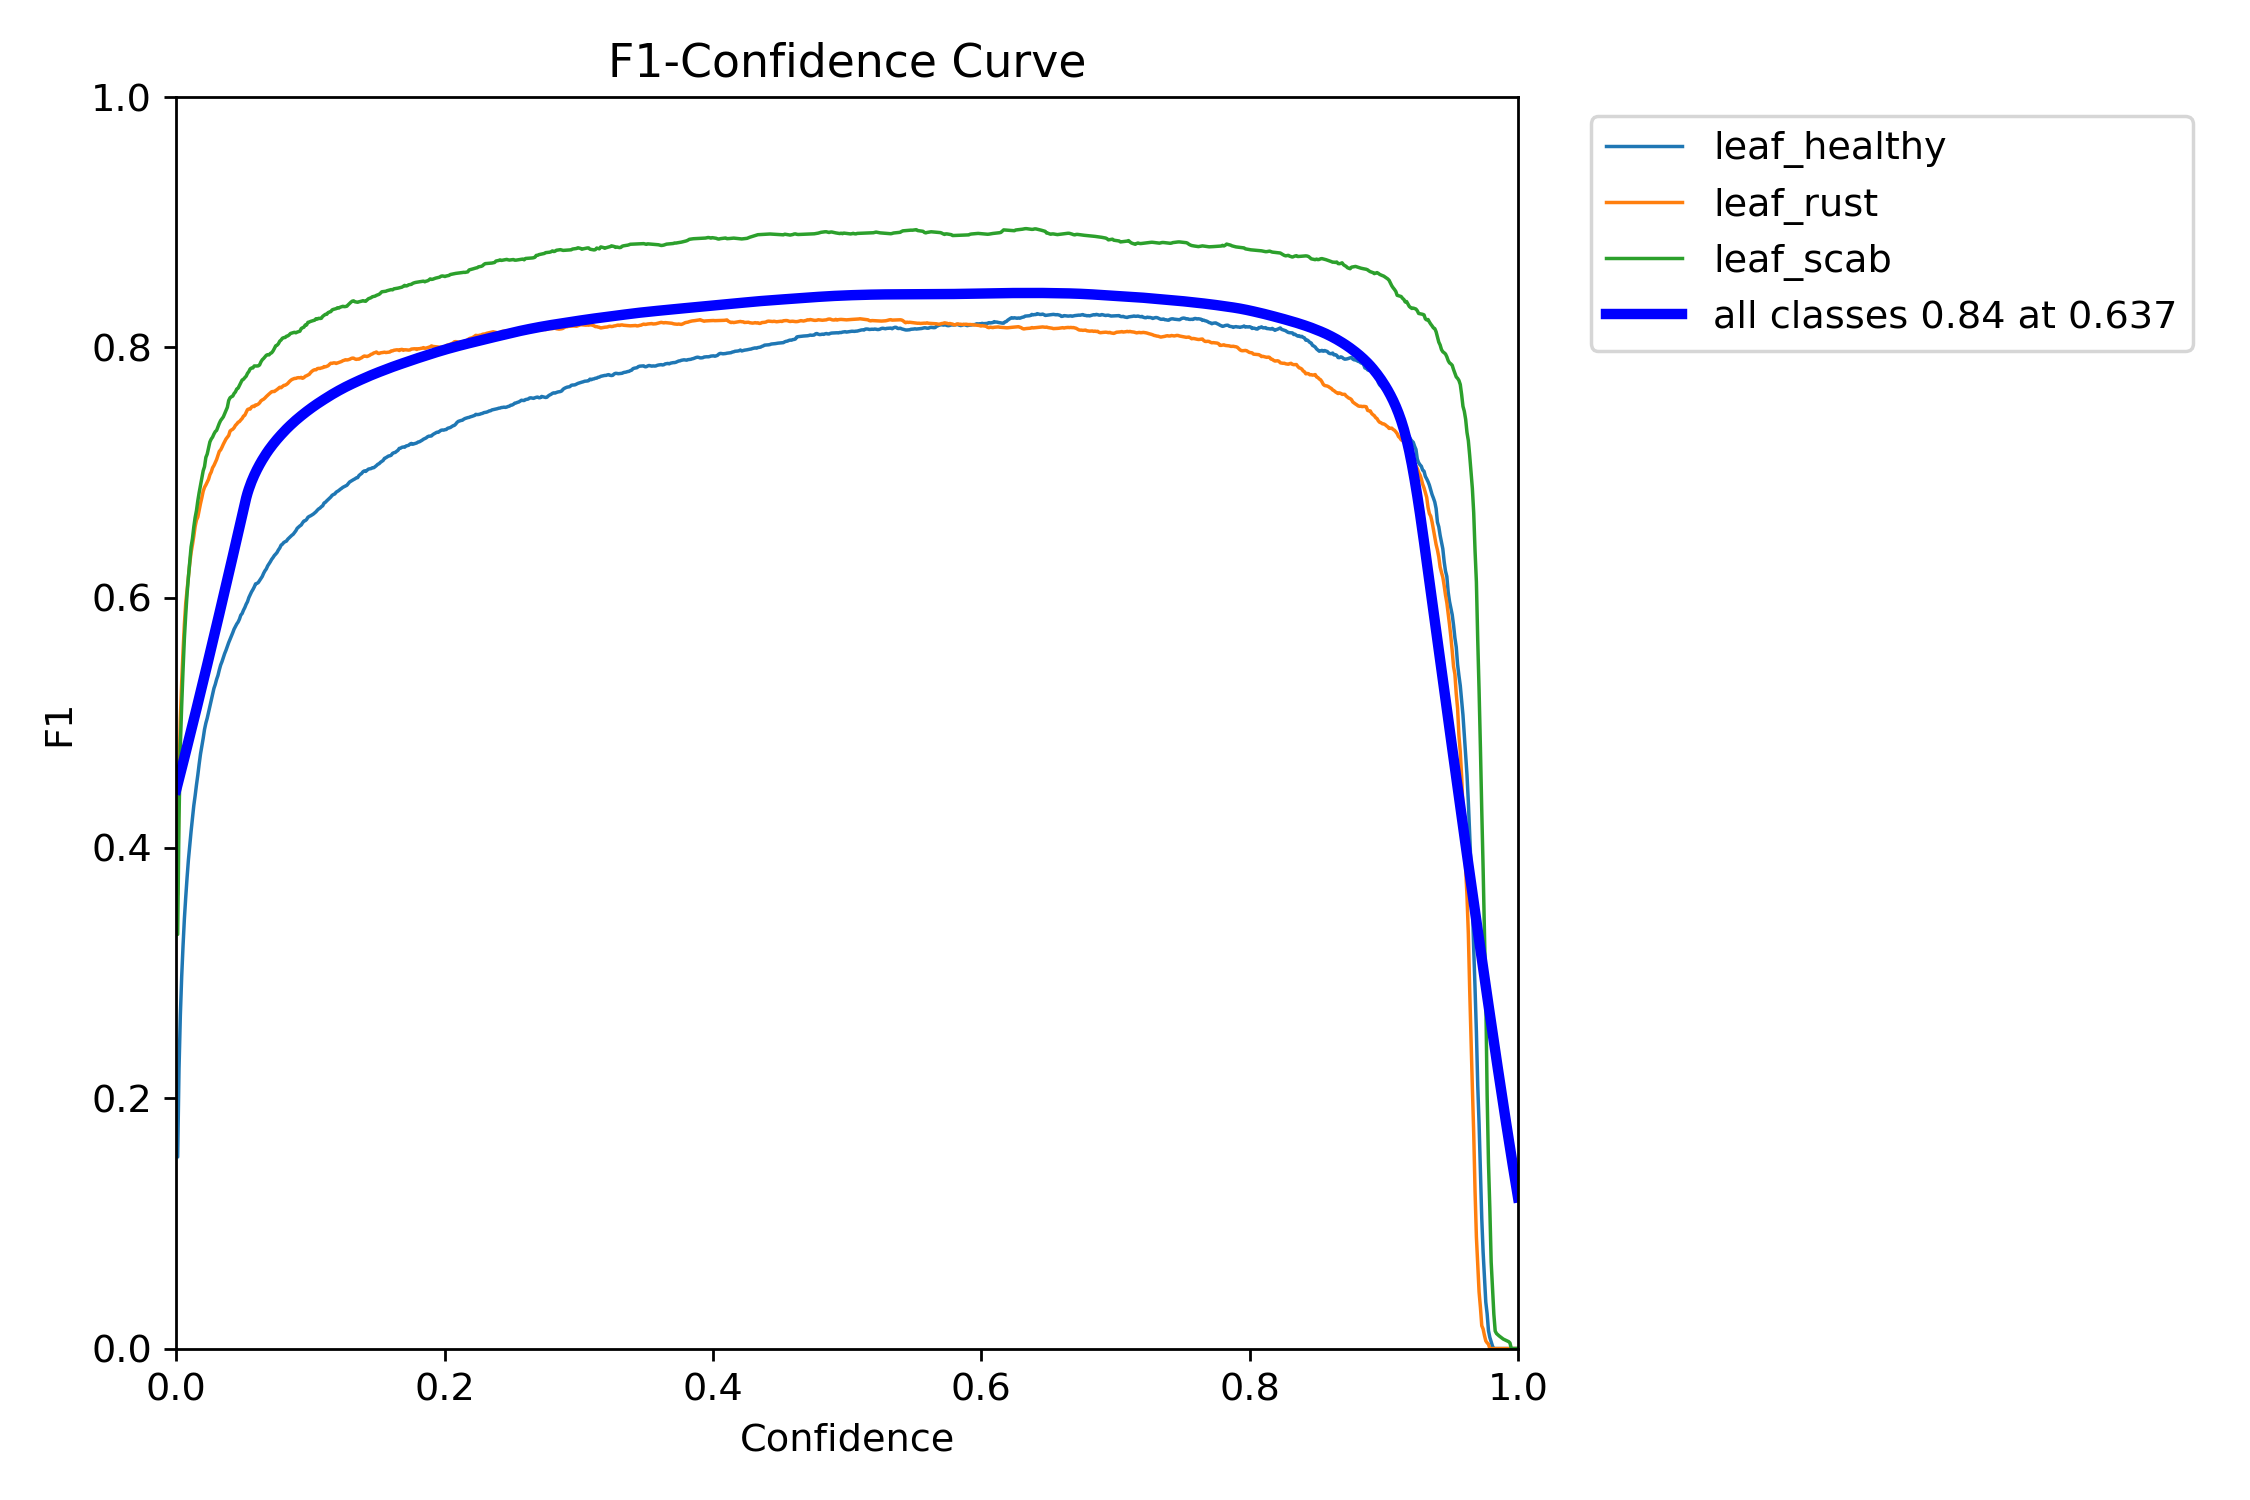 F1-Confidence Curve
1.0
0.8
0.6
0.4
0.2
0.0
F1
0.0 0.2 0.4 0.6 0.8 1.0
Confidence
leaf_healthy
leaf_rust
leaf_scab
all classes 0.84 at 0.637